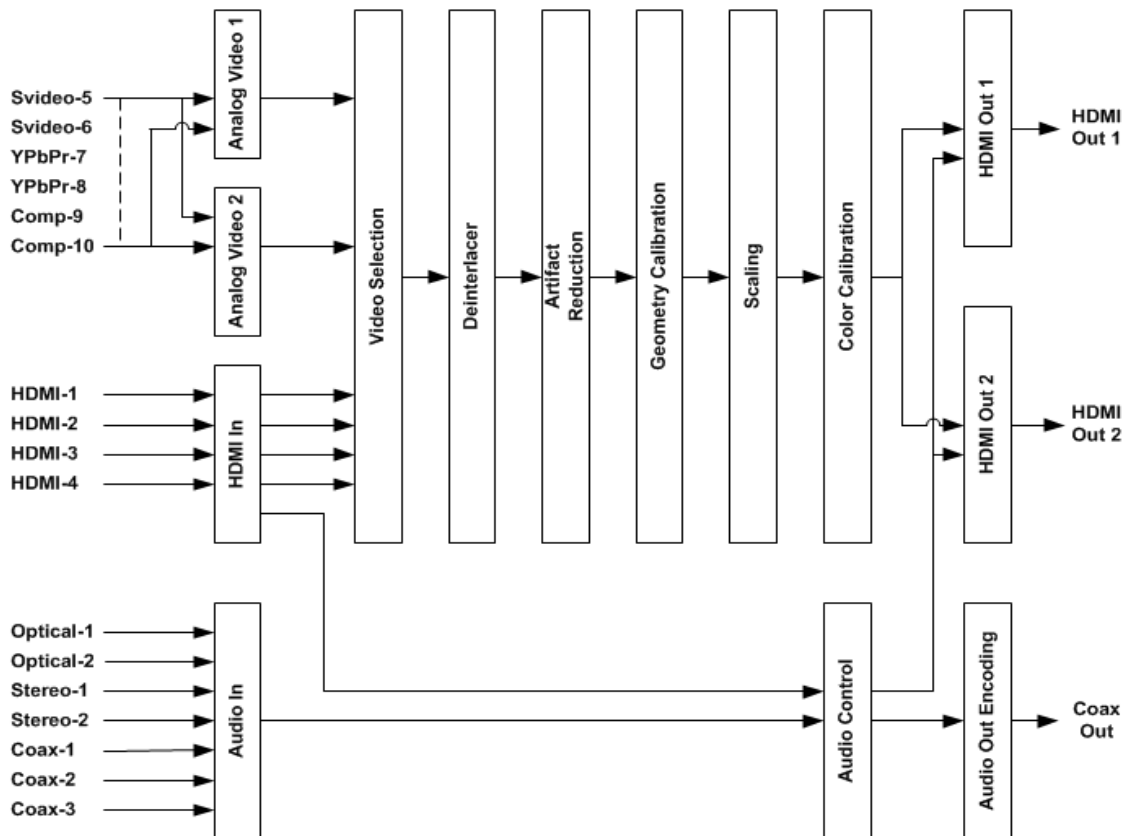 Svideo-5
Svideo-6
YPbPr-7
YPbPr-8
Comp-9
Comp-10
HDMI-1
HDMI-2
HDMI-3
HDMI-4
Optical-1
Optical-2
Stereo-1
Stereo-2
Coax-1
Coax-2
Coax-3
Analog Video 1
Analog Video 2
HDMI In
Audio In
Video Selection
Deinterlacer
Artifact
Reduction
Geometry Calibration
Scaling
Color Calibration
Audio Control
HDMI Out 1
HDMI Out 2
Audio Out Encoding
HDMI
Out 1
HDMI
Out 2
Coax
Out